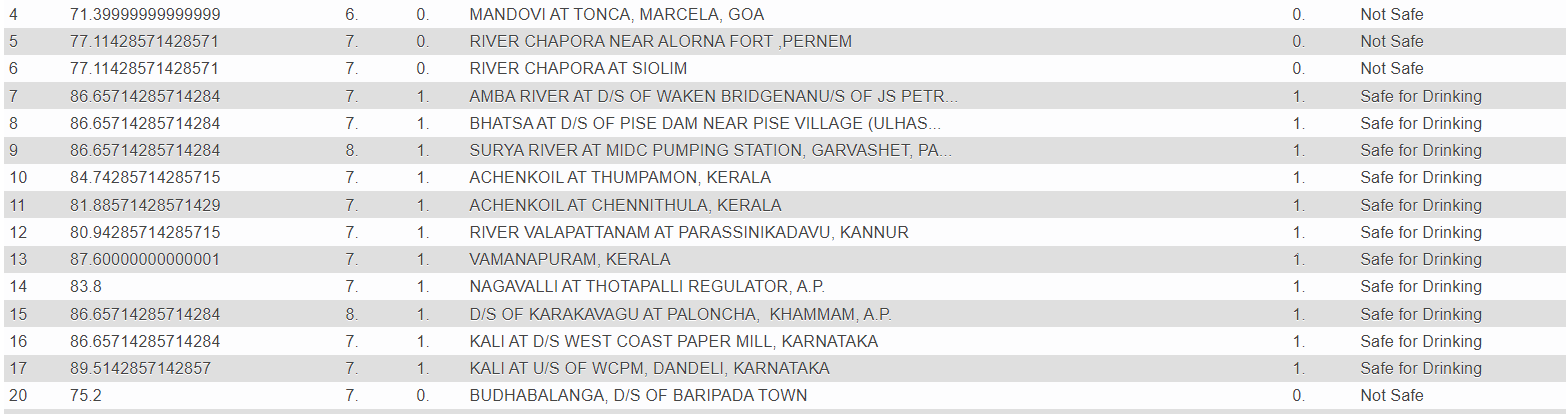 4 71.39999999999999 6. 0. MANDOVI AT TONCA, MARCELA, GOA 0. Not Safe
5 77.11428571428571 7. 0. RIVER CHAPORA NEAR ALORNA FORT ,PERNEM 0. Not Safe
6 77.11428571428571 7. 0. RIVER CHAPORA AT SIOLIM 0. Not Safe
7 86.65714285714284 7. 1. AMBA RIVER AT D/S OF WAKEN BRIDGENANU/S OF JS PETR... 1. Safe for Drinking
8 86.65714285714284 7. 1. BHATSA AT D/S OF PISE DAM NEAR PISE VILLAGE (ULHAS... 1. Safe for Drinking
9 86.65714285714284 8. 1. SURYA RIVER AT MIDC PUMPING STATION, GARVASHET, PA... 1. Safe for Drinking
10 84.74285714285715 7. 1. ACHENKOIL AT THUMPAMON, KERALA 1. Safe for Drinking
11 81.88571428571429 7. 1. ACHENKOIL AT CHENNITHULA, KERALA 1. Safe for Drinking
12 80.94285714285715 7. 1. RIVER VALAPATTANAM AT PARASSINIKADAVU, KANNUR 1. Safe for Drinking
13 87.60000000000001 7. 1. VAMANAPURAM, KERALA 1. Safe for Drinking
14 83.8 7. 1. NAGAVALLI AT THOTAPALLI REGULATOR, A.P. 1. Safe for Drinking
15 86.65714285714284 8. 1. D/S OF KARAKAVAGU AT PALONCHA,  KHAMMAM, A.P. 1. Safe for Drinking
16 86.65714285714284 7. 1. KALI AT D/S WEST COAST PAPER MILL, KARNATAKA 1. Safe for Drinking
17 89.5142857142857 7. 1. KALI AT U/S OF WCPM, DANDELI, KARNATAKA 1. Safe for Drinking
20 75.2 7. 0. BUDHABALANGA, D/S OF BARIPADA TOWN 0. Not Safe